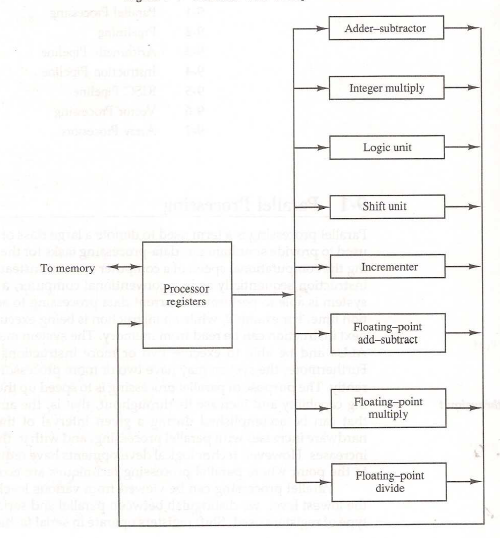 Adder–subtractor
Integer multiply
Logic unit
Shift unit
To memory
Processor
registers
Incrementer
Floating–point
add–subtract
Floating–point
multiply
Floating–point
divide